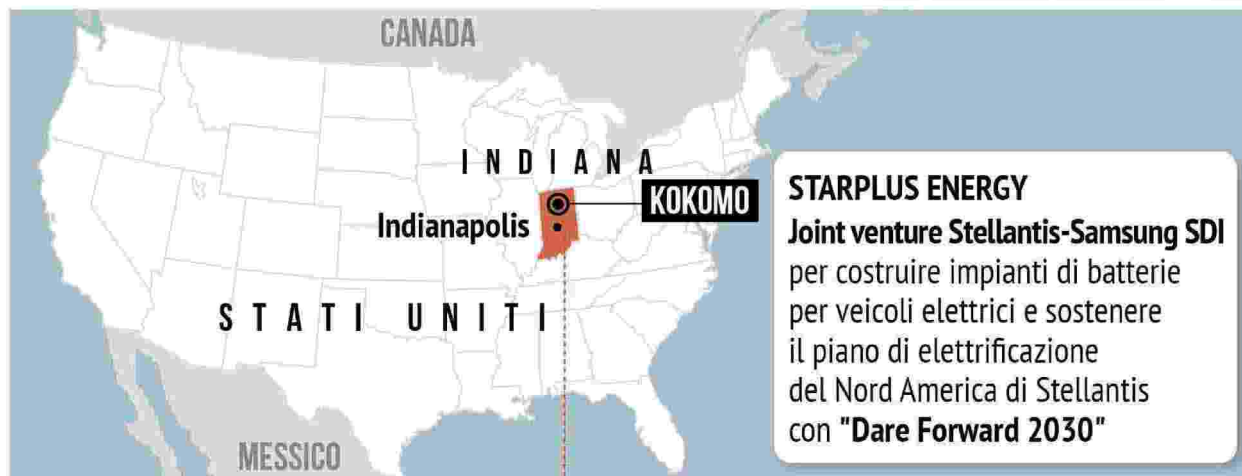 CANADA
INDIANA
KOKOMO
Indianapolis
STATI UNITI
MESSICO
STARPLUS ENERGY
Joint venture Stellantis-Samsung SDI
per costruire impianti di batterie
per veicoli elettrici e sostenere
il piano di elettrificazione
del Nord America di Stellantis
con "Dare Forward 2030"